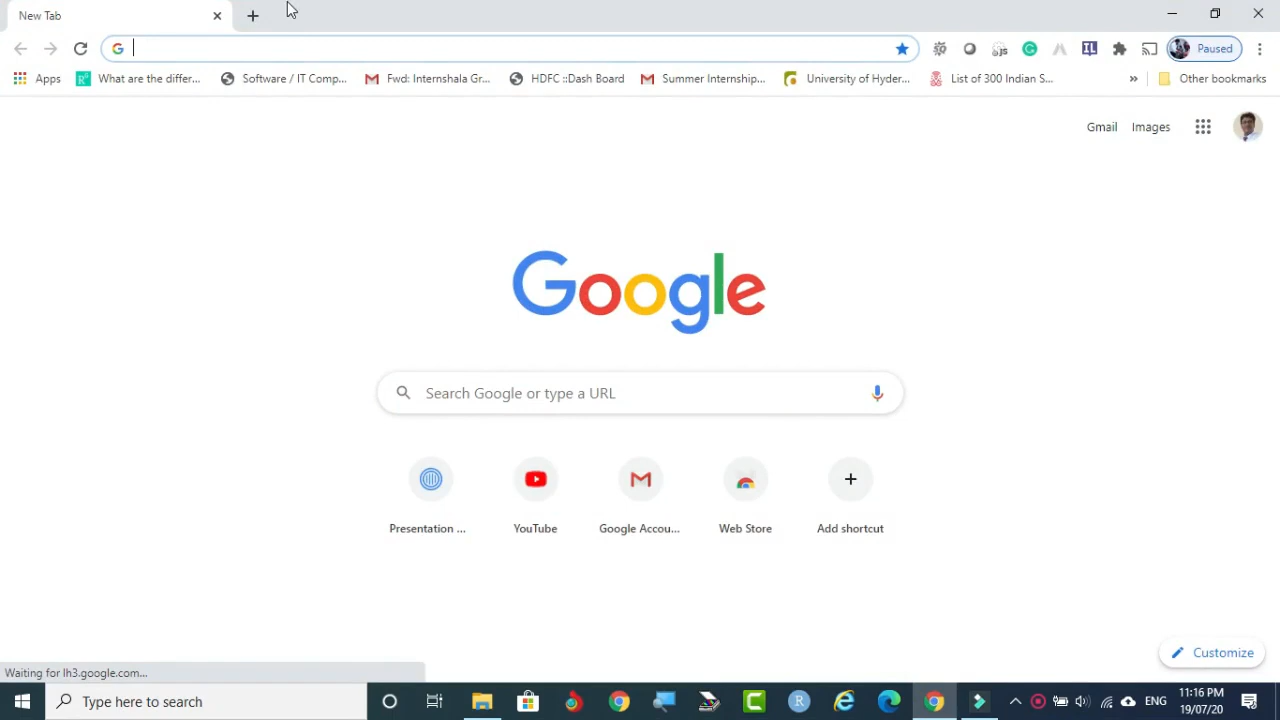 New Tab
Paused
Apps
What are the differ...
Software / IT Comp...
Fwd: Internshala Gr...
HDFC ::Dash Board
Summer Internship...
University of Hyder...
List of 300 Indian S...
»
Other bookmarks
Gmail
Images
Google
Search Google or type a URL
Presentation ...
YouTube
Google Accou...
Web Store
Add shortcut
Customize
Waiting for lh3.google.com...
Type here to search
ENG
11:16 PM
19/07/20